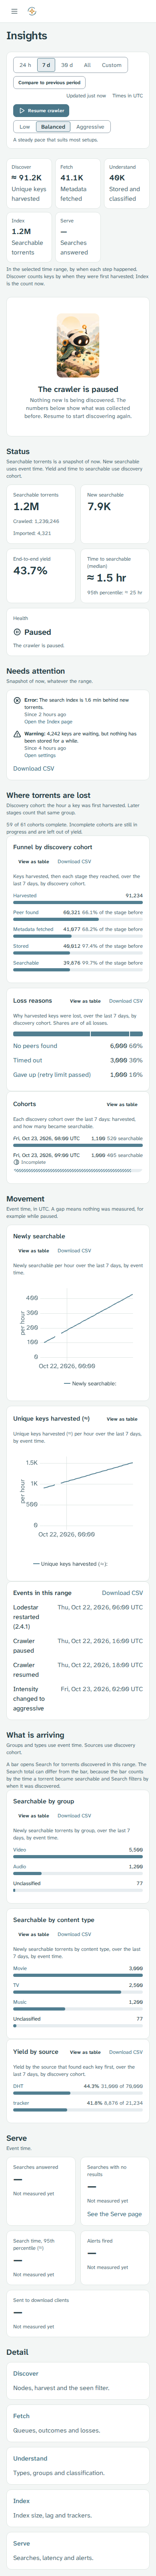 Insights
24 h 7 d 30 d All Custom
Compare to previous period
Updated just now Times in UTC
Resume crawler
Low Balanced Aggressive
A steady pace that suits most setups.
Discover
≈ 91.2K
Unique keys
harvested
Fetch
41.1K
Metadata
fetched
Understand
40K
Stored and
classified
Index
1.2M
Searchable
torrents
Serve
—
Searches
answered
In the selected time range, by when each step happened.
Discover counts keys by when they were first harvested; Index
is the count now.
The crawler is paused
Nothing new is being discovered. The
numbers below show what was collected
before. Resume to start discovering again.
Status
Searchable torrents is a snapshot of now. New searchable
uses event time. Yield and time to searchable use discovery
cohort.
Searchable torrents
1.2M
Crawled: 1,230,246
Imported: 4,321
New searchable
7.9K
End-to-end yield
43.7%
Time to searchable
(median)
≈ 1.5 hr
95th percentile: ≈ 25 hr
Health
Paused
The crawler is paused.
Needs attention
Snapshot of now, whatever the range.
Error: The search index is 1.6 min behind new
torrents.
Since 2 hours ago
Open the Index page
Warning: 4,242 keys are waiting, but nothing has
been stored for a while.
Since 4 hours ago
Open settings
Download CSV
Where torrents are lost
Discovery cohort: the hour a key was first harvested. Later
stages count that same group.
59 of 61 cohorts complete. Incomplete cohorts are still in
progress and are left out of yield.
Funnel by discovery cohort
View as table Download CSV
Keys harvested, then each stage they reached, over the
last 7 days, by discovery cohort.
Harvested 91,234
Peer found 60,321 66.1% of the stage before
Metadata fetched 41,077 68.2% of the stage before
Stored 40,012 97.4% of the stage before
Searchable 39,876 99.7% of the stage before
Loss reasons View as table Download CSV
Why harvested keys were lost, over the last 7 days, by
discovery cohort. Shares are of all losses.
No peers found 6,000 60%
Timed out 3,000 30%
Gave up (retry limit passed) 1,000 10%
Cohorts View as table
Each discovery cohort over the last 7 days: harvested,
and how many became searchable.
Fri, Oct 23, 2026, 08:00 UTC 1,100 520 searchable
Fri, Oct 23, 2026, 09:00 UTC 1,000 405 searchable
Incomplete
Movement
Event time, in UTC. A gap means nothing was measured, for
example while paused.
Newly searchable
View as table Download CSV
Newly searchable per hour over the last 7 days, by event
time.
400
300
200
100
0
per hour
Oct 22, 2026, 00:00
Newly searchable:
Unique keys harvested (≈) View as table
Unique keys harvested (≈) per hour over the last 7 days,
by event time.
1.5K
1K
500
0
per hour
Oct 22, 2026, 00:00
Unique keys harvested (≈):
Events in this range Download CSV
Lodestar
restarted
(2.4.1)
Thu, Oct 22, 2026, 06:00 UTC
Crawler
paused
Thu, Oct 22, 2026, 16:00 UTC
Crawler
resumed
Thu, Oct 22, 2026, 18:00 UTC
Intensity
changed to
aggressive
Fri, Oct 23, 2026, 02:00 UTC
What is arriving
Groups and types use event time. Sources use discovery
cohort.
A bar opens Search for torrents discovered in this range. The
Search total can differ from the bar, because the bar counts
by the time a torrent became searchable and Search filters by
when it was discovered.
Searchable by group
View as table Download CSV
Newly searchable torrents by group, over the last 7
days, by event time.
Video 5,500
Audio 1,200
Unclassified 77
Searchable by content type
View as table Download CSV
Newly searchable torrents by content type, over the last
7 days, by event time.
Movie 3,000
TV 2,500
Music 1,200
Unclassified 77
Yield by source View as table Download CSV
Yield by the source that found each key first, over the
last 7 days, by discovery cohort.
DHT 44.3% 31,000 of 70,000
tracker 41.8% 8,876 of 21,234
Serve
Event time.
Searches answered
—
Not measured yet
Searches with no
results
—
Not measured yet
See the Serve page
Search time, 95th
percentile (≈)
—
Not measured yet
Alerts fired
—
Not measured yet
Sent to download clients
—
Not measured yet
Detail
Discover
Nodes, harvest and the seen filter.
Fetch
Queues, outcomes and losses.
Understand
Types, groups and classification.
Index
Index size, lag and trackers.
Serve
Searches, latency and alerts.